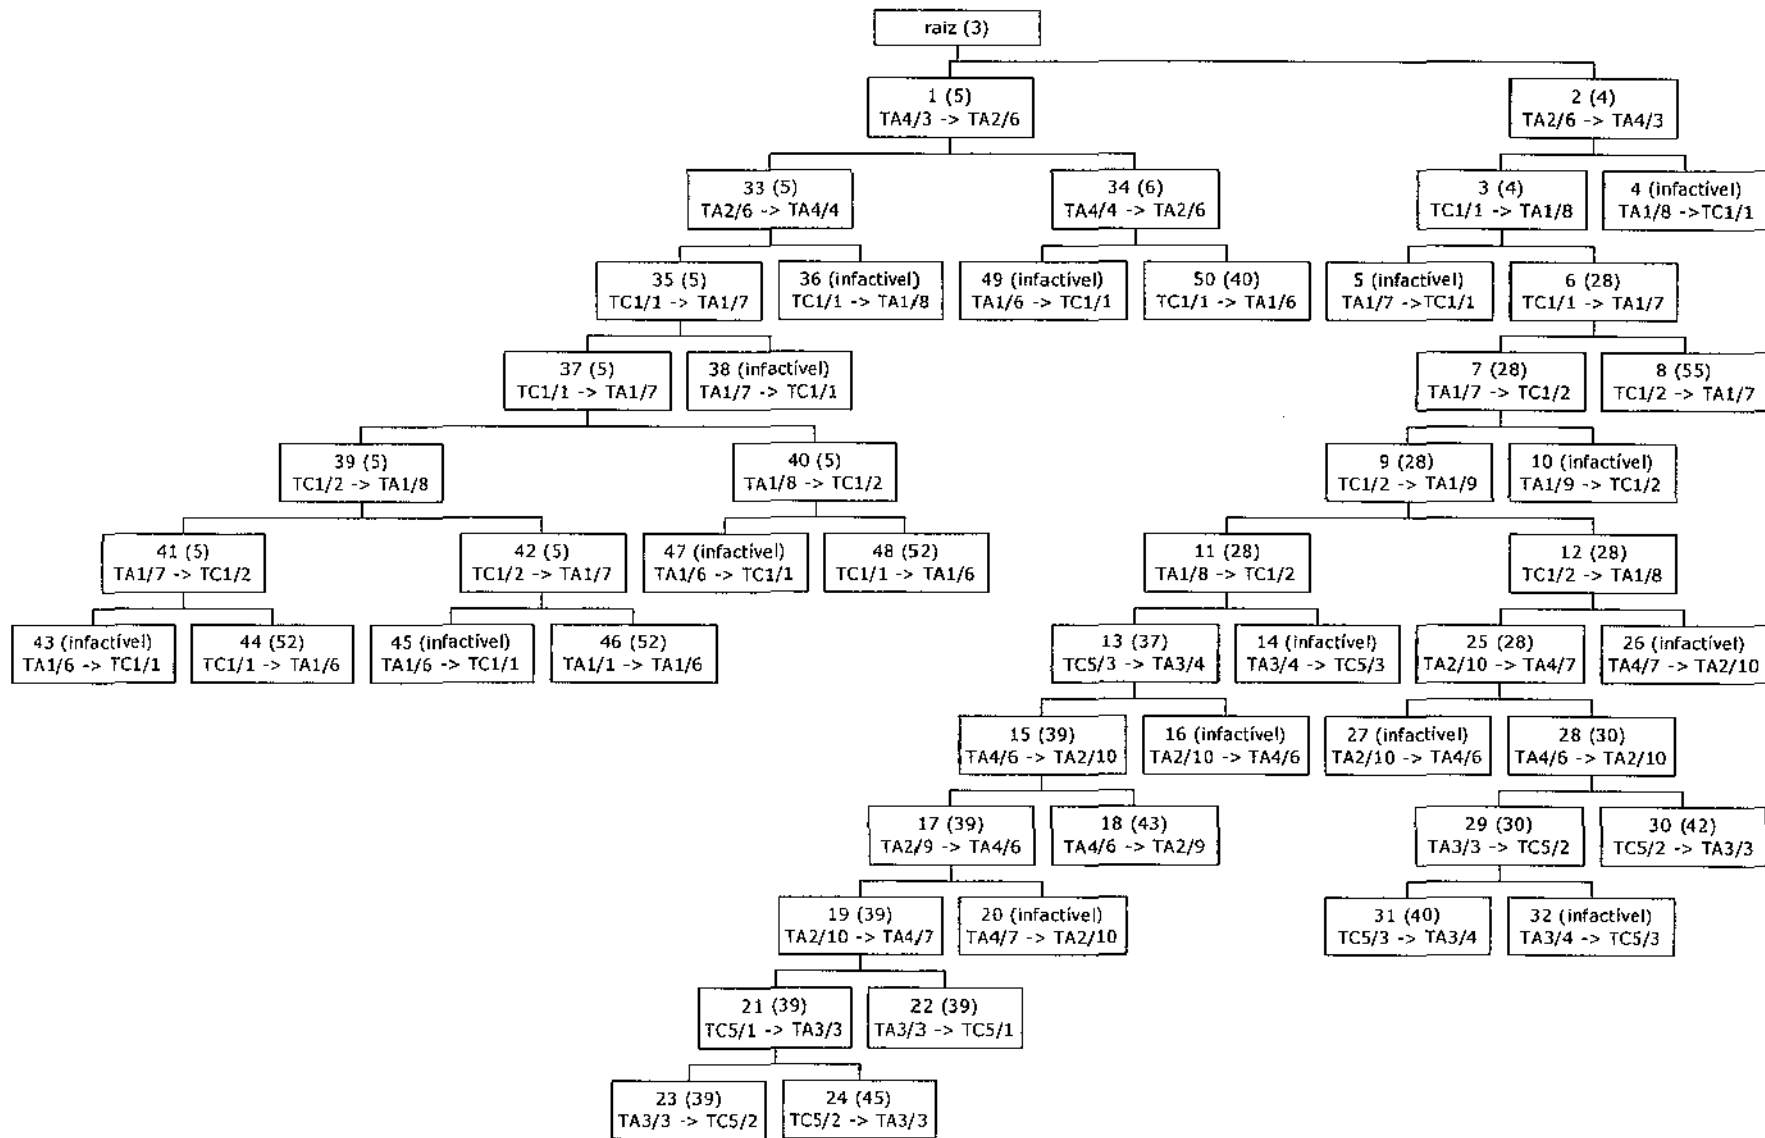 raiz (3)
1 (5)
TA4/3 -> TA2/6
2 (4)
TA2/6 -> TA4/3
33 (5)
TA2/6 -> TA4/4
34 (6)
TA4/4 -> TA2/6
3 (4)
TC1/1 -> TA1/8
4 (infactível)
TA1/8 ->TC1/1
35 (5)
TC1/1 -> TA1/7
36 (infactível)
TC1/1 -> TA1/8
49 (infactível)
TA1/6 -> TC1/1
50 (40)
TC1/1 -> TA1/6
5 (infactível)
TA1/7 ->TC1/1
6 (28)
TC1/1 -> TA1/7
37 (5)
TC1/1 -> TA1/7
38 (infactível)
TA1/7 -> TC1/1
7 (28)
TA1/7 -> TC1/2
8 (55)
TC1/2 -> TA1/7
39 (5)
TC1/2 -> TA1/8
40 (5)
TA1/8 -> TC1/2
9 (28)
TC1/2 -> TA1/9
10 (infactível)
TA1/9 -> TC1/2
41 (5)
TA1/7 -> TC1/2
42 (5)
TC1/2 -> TA1/7
47 (infactível)
TA1/6 -> TC1/1
48 (52)
TC1/1 -> TA1/6
11 (28)
TA1/8 -> TC1/2
12 (28)
TC1/2 -> TA1/8
43 (infactível)
TA1/6 -> TC1/1
44 (52)
TC1/1 -> TA1/6
45 (infactível)
TA1/6 -> TC1/1
46 (52)
TA1/1 -> TA1/6
13 (37)
TC5/3 -> TA3/4
14 (infactível)
TA3/4 -> TC5/3
25 (28)
TA2/10 -> TA4/7
26 (infactível)
TA4/7 -> TA2/10
15 (39)
TA4/6 -> TA2/10
16 (infactível)
TA2/10 -> TA4/6
27 (infactível)
TA2/10 -> TA4/6
28 (30)
TA4/6 -> TA2/10
17 (39)
TA2/9 -> TA4/6
18 (43)
TA4/6 -> TA2/9
29 (30)
TA3/3 -> TC5/2
30 (42)
TC5/2 -> TA3/3
19 (39)
TA2/10 -> TA4/7
20 (infactível)
TA4/7 -> TA2/10
31 (40)
TC5/3 -> TA3/4
32 (infactível)
TA3/4 -> TC5/3
21 (39)
TC5/1 -> TA3/3
22 (39)
TA3/3 -> TC5/1
23 (39)
TA3/3 -> TC5/2
24 (45)
TC5/2 -> TA3/3